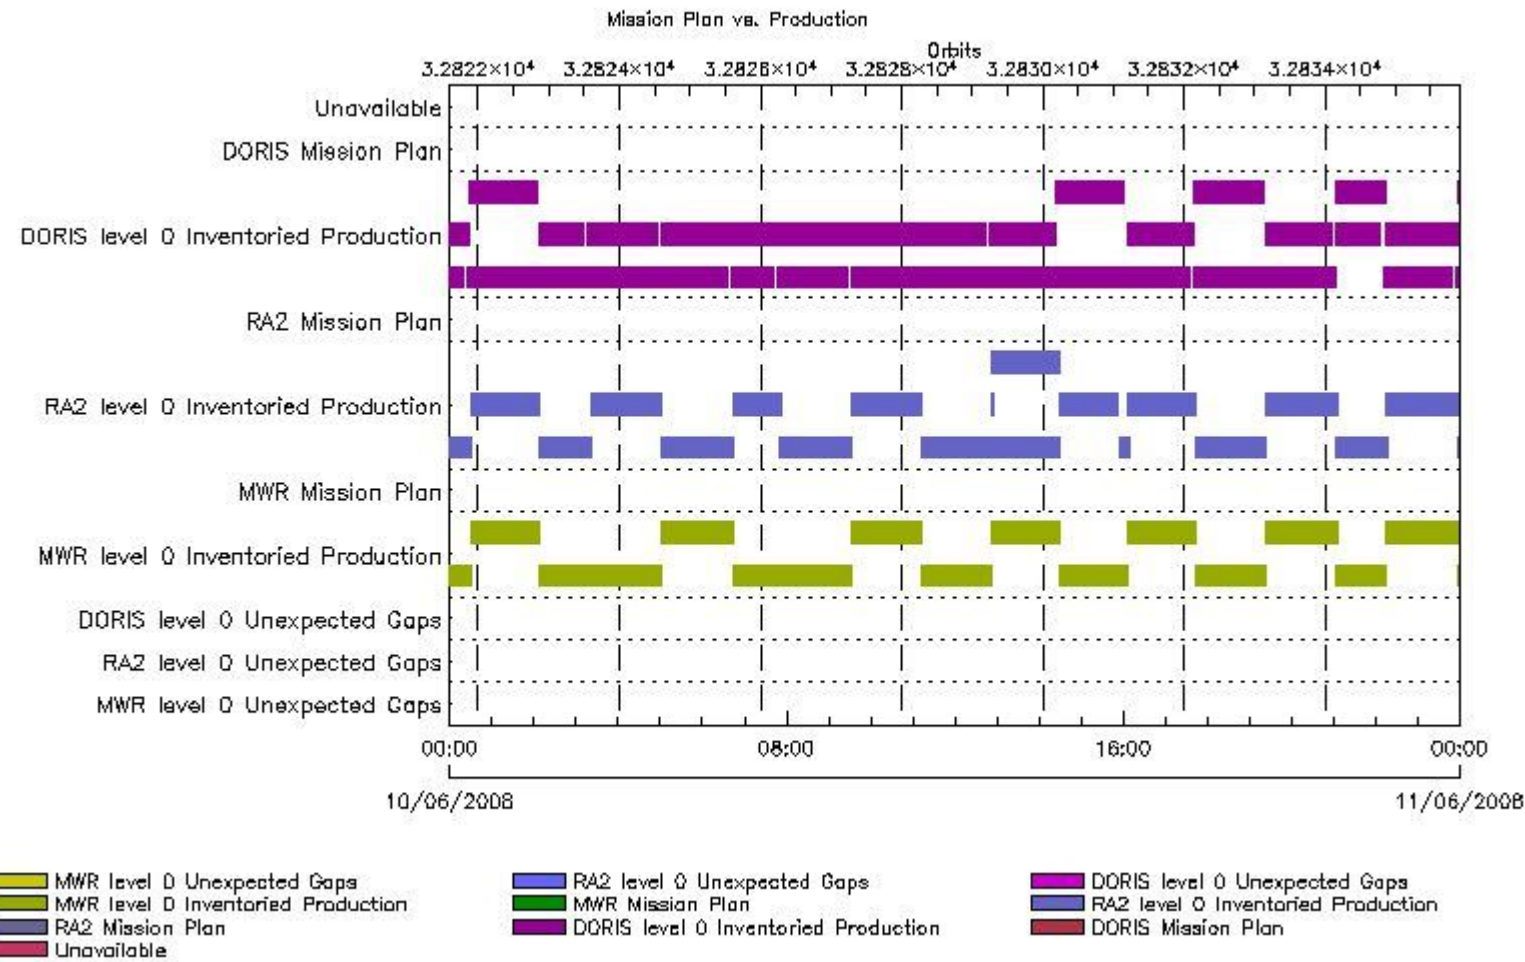 Mission Plan vs. Production
Orbits
3.2822×10⁴ 3.2824×10⁴ 3.2826×10⁴ 3.2828×10⁴ 3.2830×10⁴ 3.2832×10⁴ 3.2834×10⁴
Unavailable
DORIS Mission Plan
DORIS level 0 Inventoried Production
RA2 Mission Plan
RA2 level 0 Inventoried Production
MWR Mission Plan
MWR level 0 Inventoried Production
DORIS level 0 Unexpected Gaps
RA2 level 0 Unexpected Gaps
MWR level 0 Unexpected Gaps
00:00 08:00 16:00 00:00
10/06/2008 11/06/2008
MWR level 0 Unexpected Gaps RA2 level 0 Unexpected Gaps DORIS level 0 Unexpected Gaps
MWR level 0 Inventoried Production MWR Mission Plan RA2 level 0 Inventoried Production
RA2 Mission Plan DORIS level 0 Inventoried Production DORIS Mission Plan
Unavailable